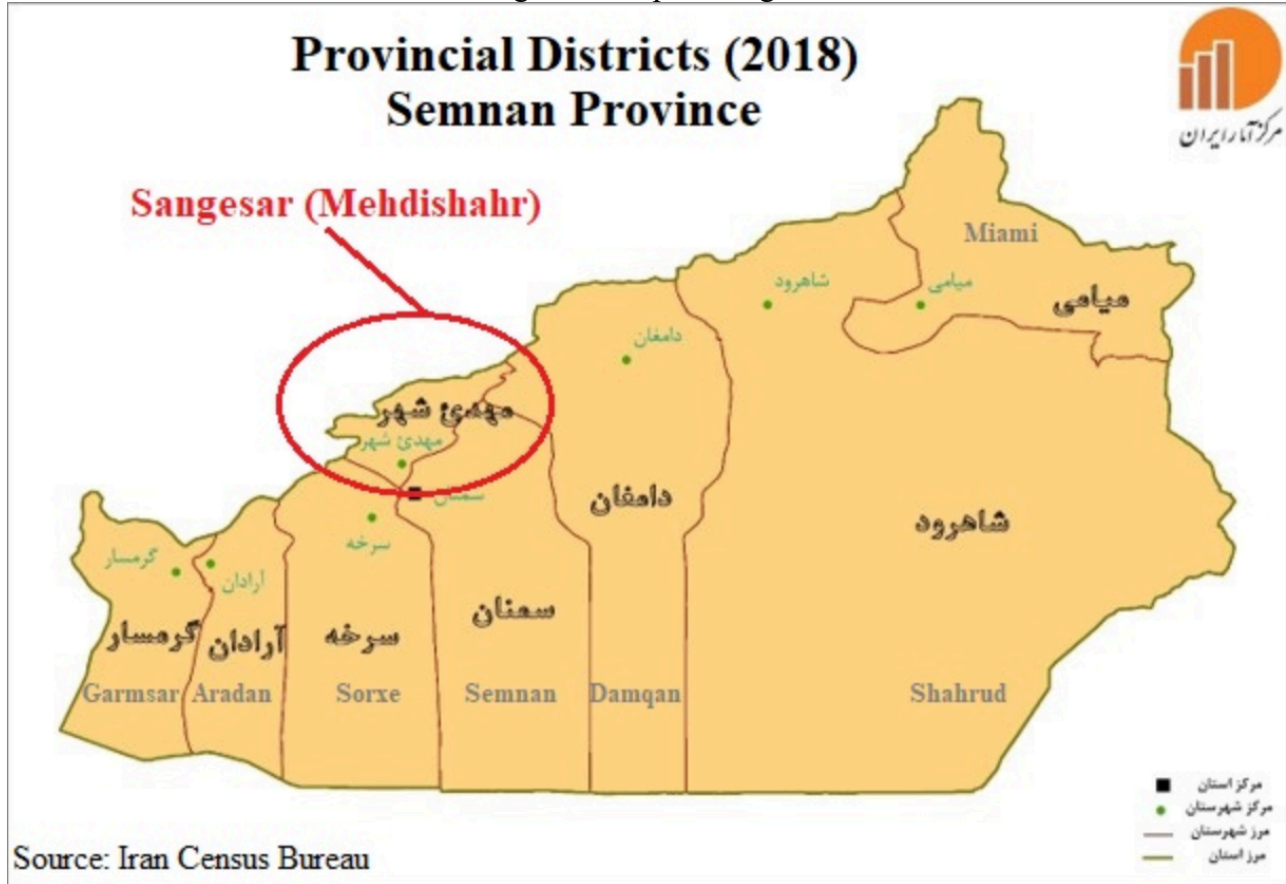 Provincial Districts (2018)
Semnan Province
مرکز آمار ایران
Sangesar (Mehdishahr)
Miami
میامی
میامی
شاهرود
دامغان
مهدئ شهر
مهدئ شهر
سمنان
دامغان
شاهرود
سرخه
گرمسار
آرادان
سمنان
گرمسار
آرادان
سرخه
Garmsar Aradan Sorxe Semnan Damqan Shahrud
مرکز استان
مرکز شهرستان
مرز شهرستان
مرز استان
Source: Iran Census Bureau